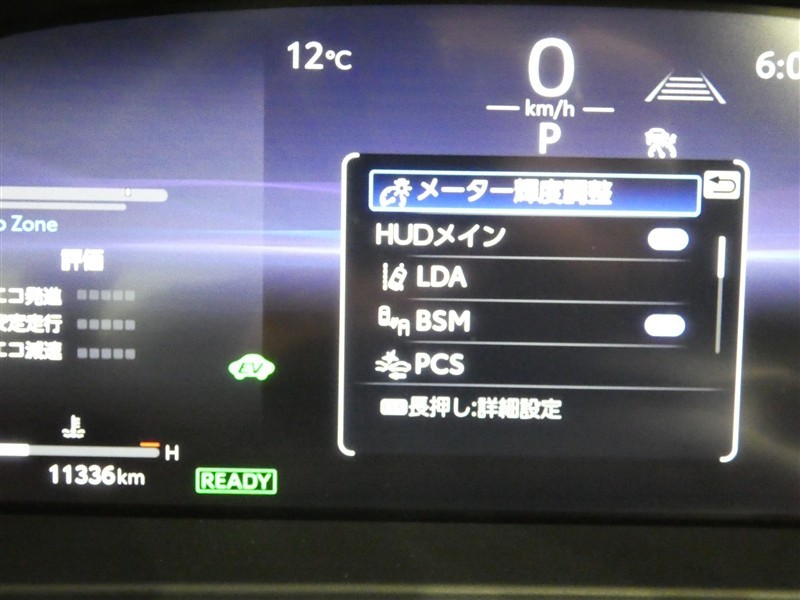 12℃
0
km/h
P
6:0
メーター輝度調整
HUDメイン
LDA
BSM
PCS
長押し:詳細設定
o Zone
評価
エコ発進
安定走行
エコ減速
EV
H
11336km
READY